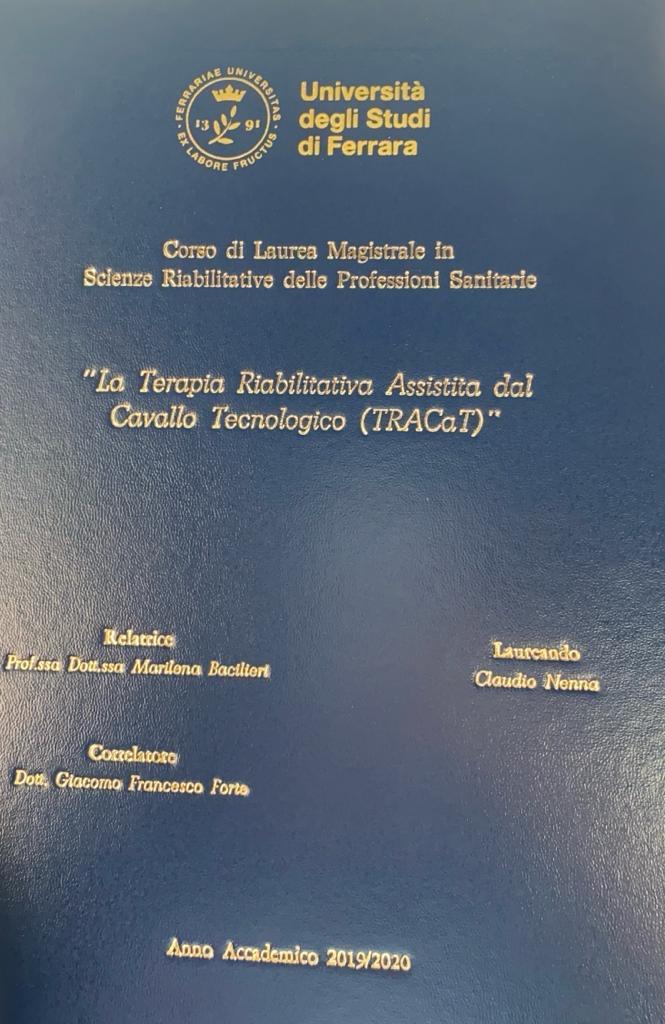 FERRARIAE UNIVERSITAS
13 91
EX LABORE FRUCTUS
Università
degli Studi
di Ferrara
Corso di Laurea Magistrale in
Scienze Riabilitative delle Professioni Sanitarie
"La Terapia Riabilitativa Assistita dal
Cavallo Tecnologico (TRACaT)"
Relatrice
Prof.ssa Dott.ssa Marilena Bacilieri
Laureando
Claudio Nenna
Correlatore
Dott. Giacomo Francesco Forte
Anno Accademico 2019/2020